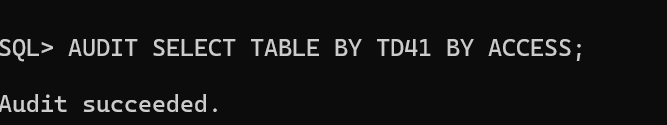 SQL> AUDIT SELECT TABLE BY TD41 BY ACCESS;
Audit succeeded.